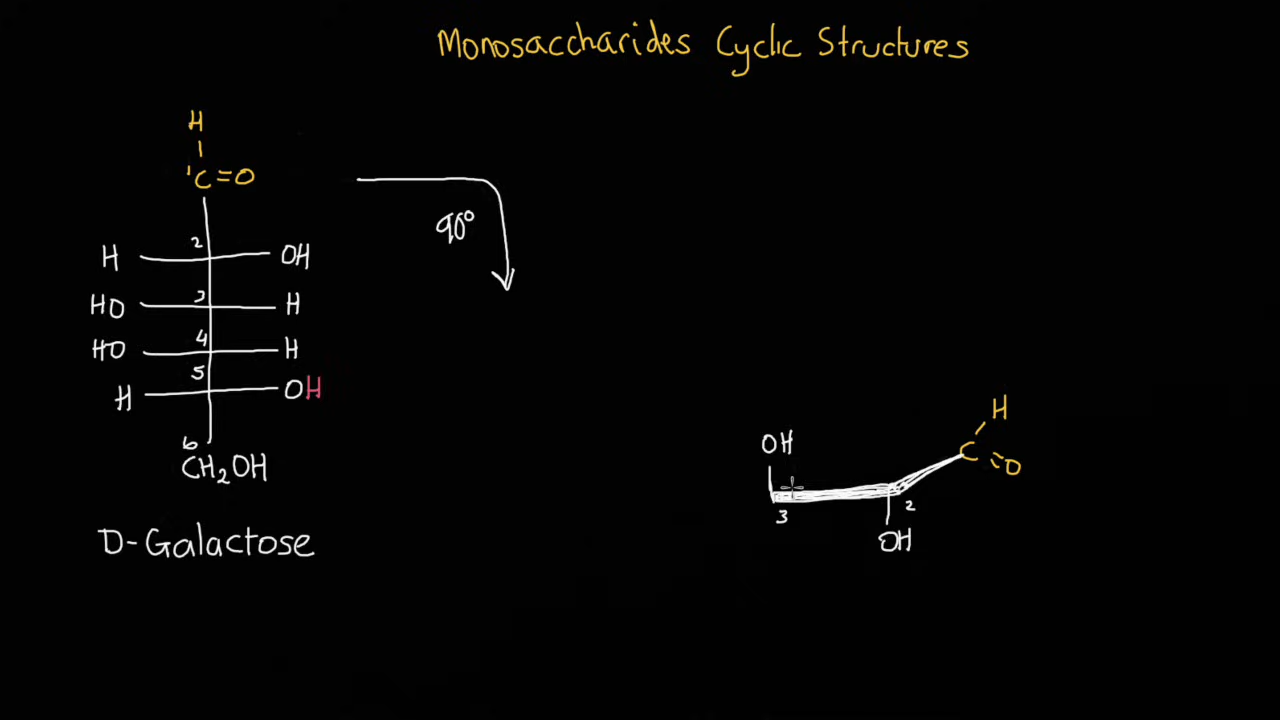 Monosaccharides Cyclic Structures
H
1C=O
2
H OH
3
HO H
4
HO H
5
H OH
6
CH2OH
D-Galactose
90°
H
C=O
OH
3 2
OH